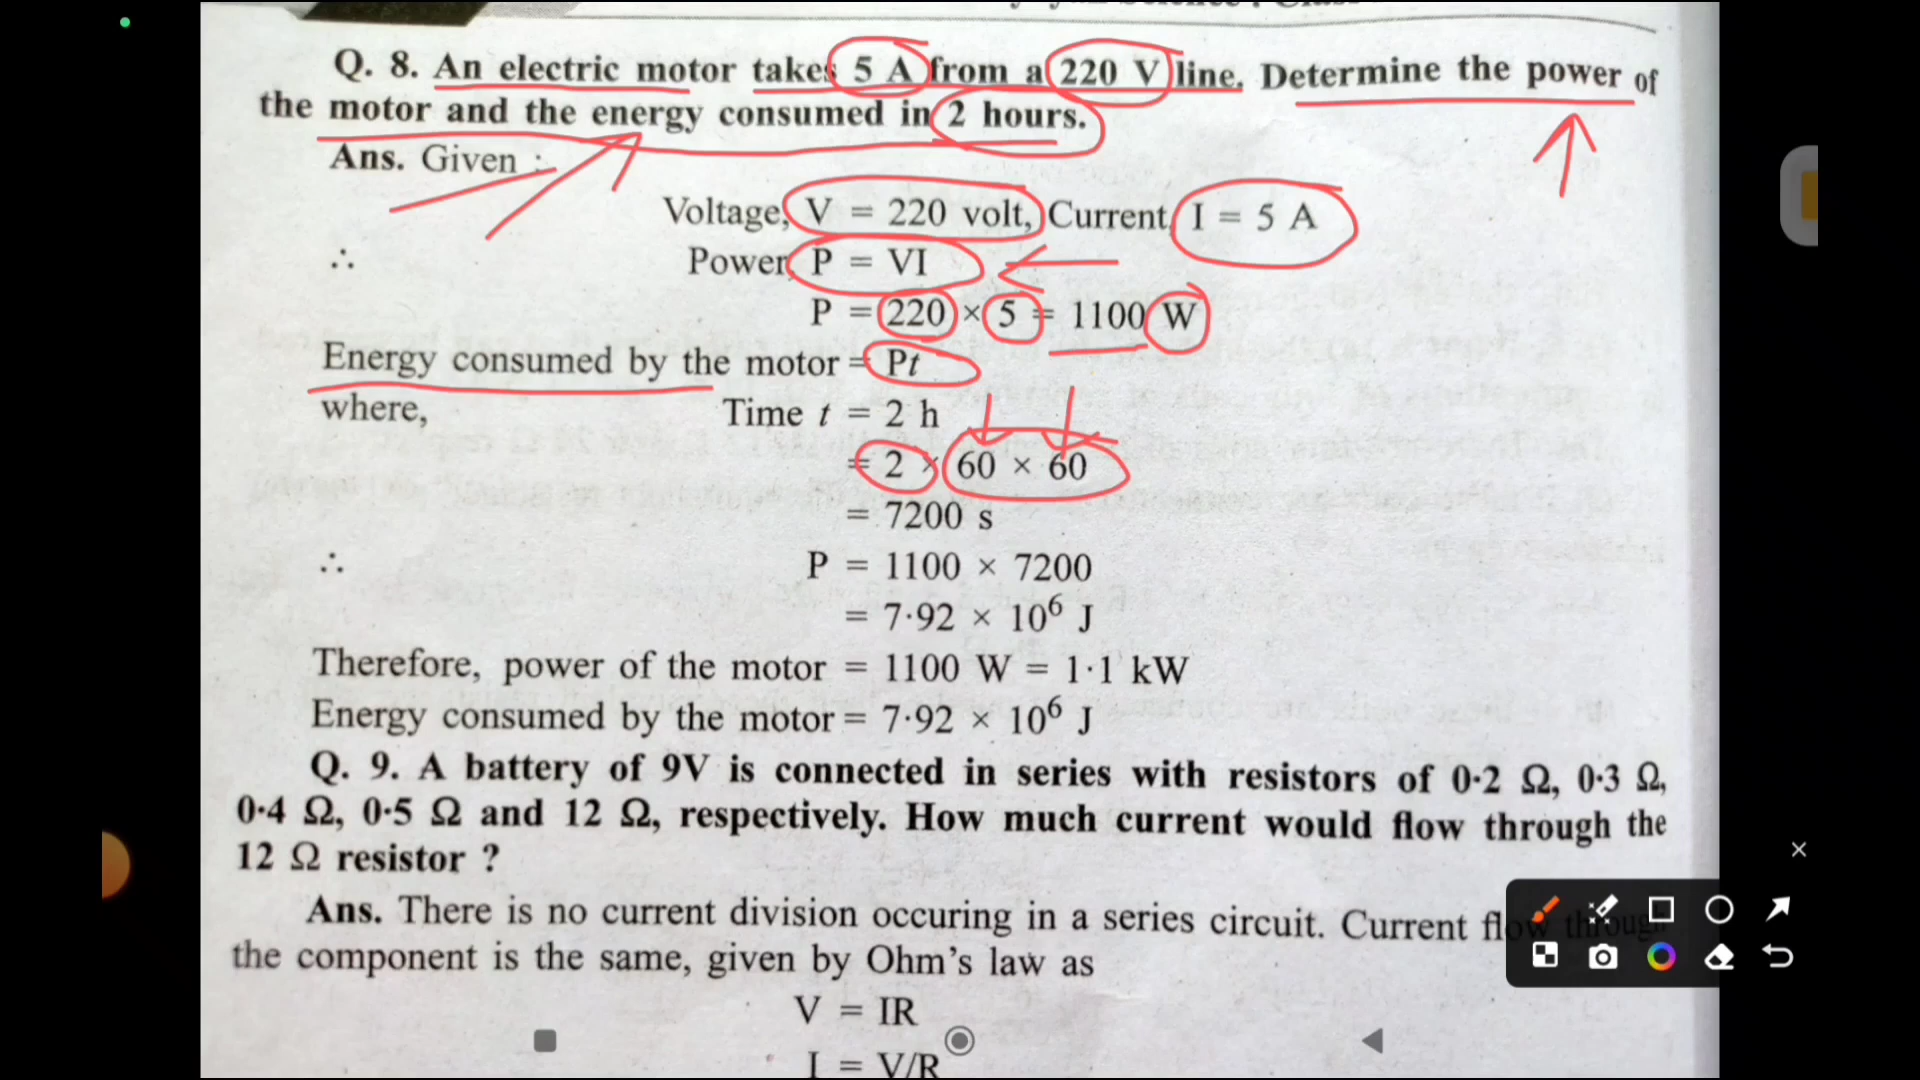 Q. 8. An electric motor takes 5 A from a 220 V line. Determine the power of
the motor and the energy consumed in 2 hours.
Ans. Given :
Voltage, V = 220 volt, Current, I = 5 A
∴ Power, P = VI
P = 220 × 5 = 1100 W
Energy consumed by the motor = Pt
where, Time t = 2 h
= 2 × 60 × 60
= 7200 s
∴ P = 1100 × 7200
= 7·92 × 10⁶ J
Therefore, power of the motor = 1100 W = 1·1 kW
Energy consumed by the motor = 7·92 × 10⁶ J
Q. 9. A battery of 9V is connected in series with resistors of 0·2 Ω, 0·3 Ω,
0·4 Ω, 0·5 Ω and 12 Ω, respectively. How much current would flow through the
12 Ω resistor ?
Ans. There is no current division occuring in a series circuit. Current flow through
the component is the same, given by Ohm's law as
V = IR
I = V/R